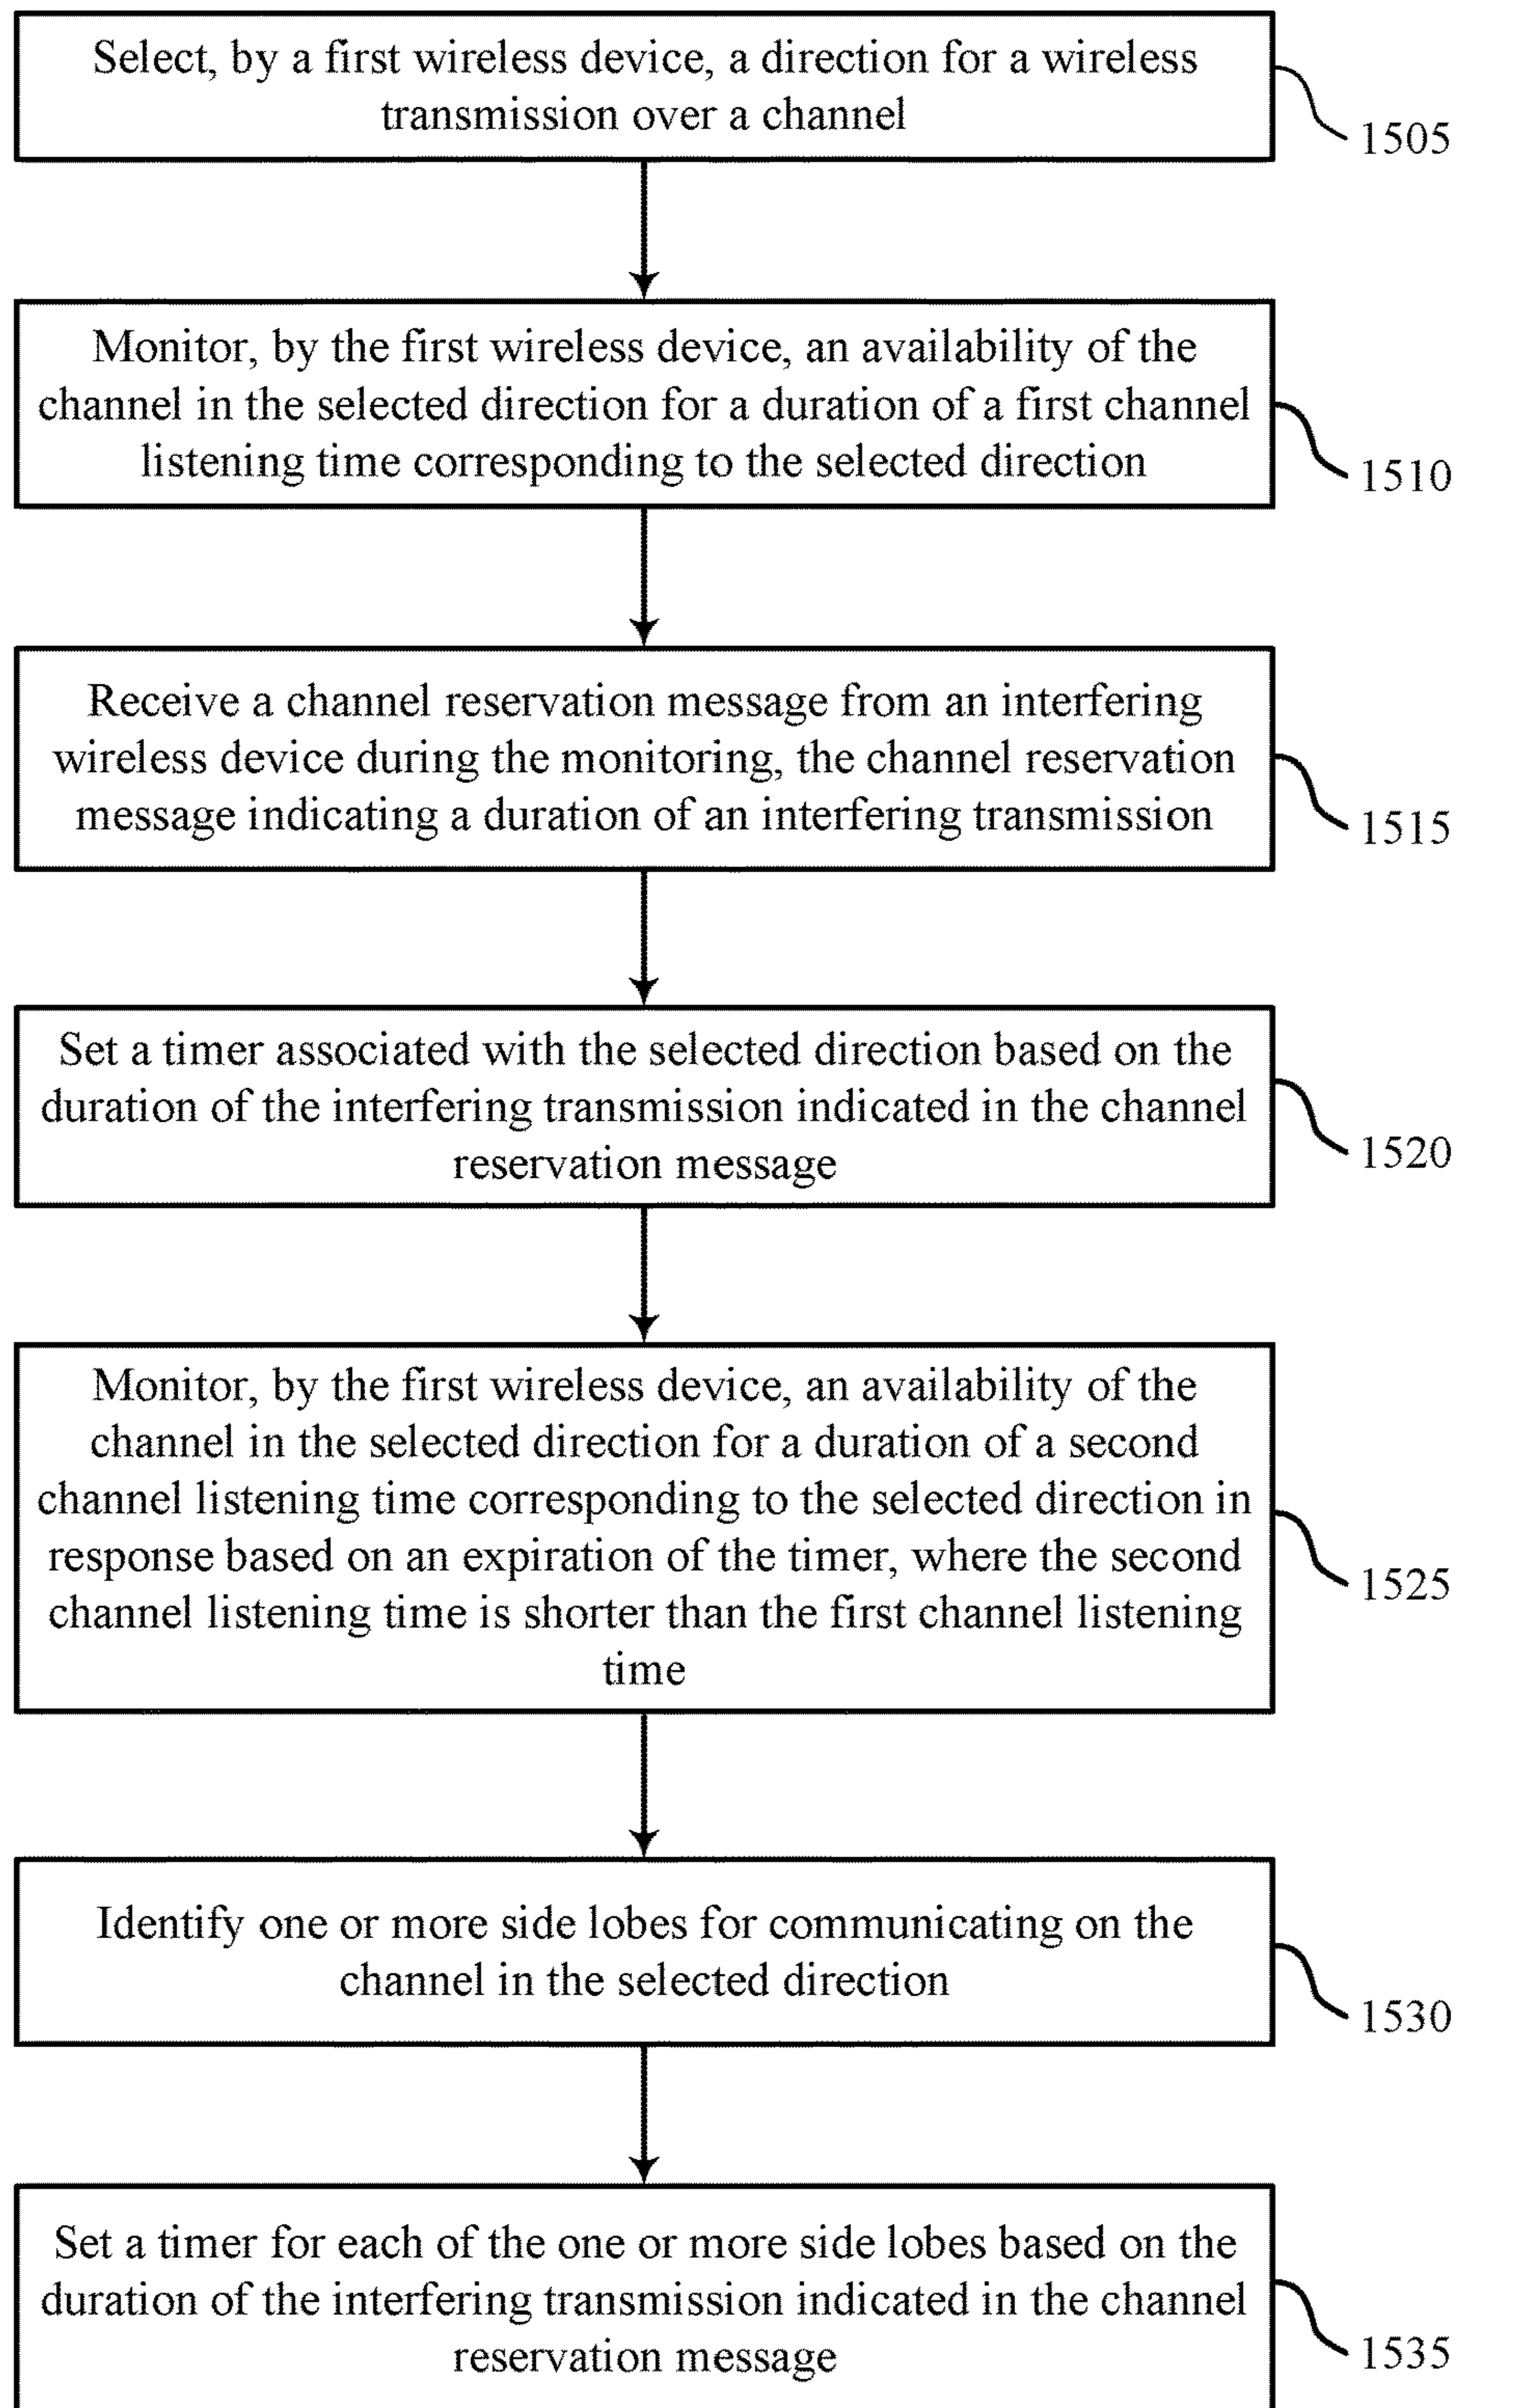 Select, by a first wireless device, a direction for a wireless
transmission over a channel
1505
Monitor, by the first wireless device, an availability of the
channel in the selected direction for a duration of a first channel
listening time corresponding to the selected direction
1510
Receive a channel reservation message from an interfering
wireless device during the monitoring, the channel reservation
message indicating a duration of an interfering transmission
1515
Set a timer associated with the selected direction based on the
duration of the interfering transmission indicated in the channel
reservation message
1520
Monitor, by the first wireless device, an availability of the
channel in the selected direction for a duration of a second
channel listening time corresponding to the selected direction in
response based on an expiration of the timer, where the second
channel listening time is shorter than the first channel listening
time
1525
Identify one or more side lobes for communicating on the
channel in the selected direction
1530
Set a timer for each of the one or more side lobes based on the
duration of the interfering transmission indicated in the channel
reservation message
1535